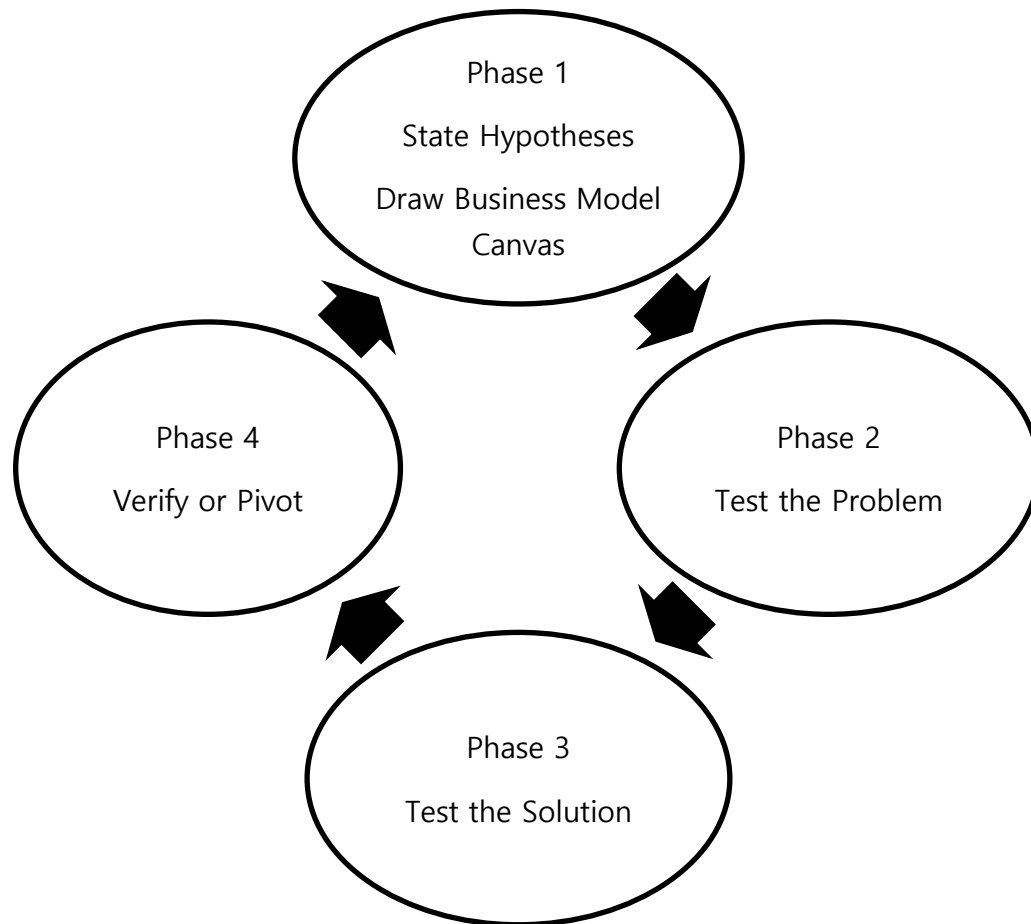 Phase 1
State Hypotheses
Draw Business Model
Canvas
Phase 2
Test the Problem
Phase 3
Test the Solution
Phase 4
Verify or Pivot